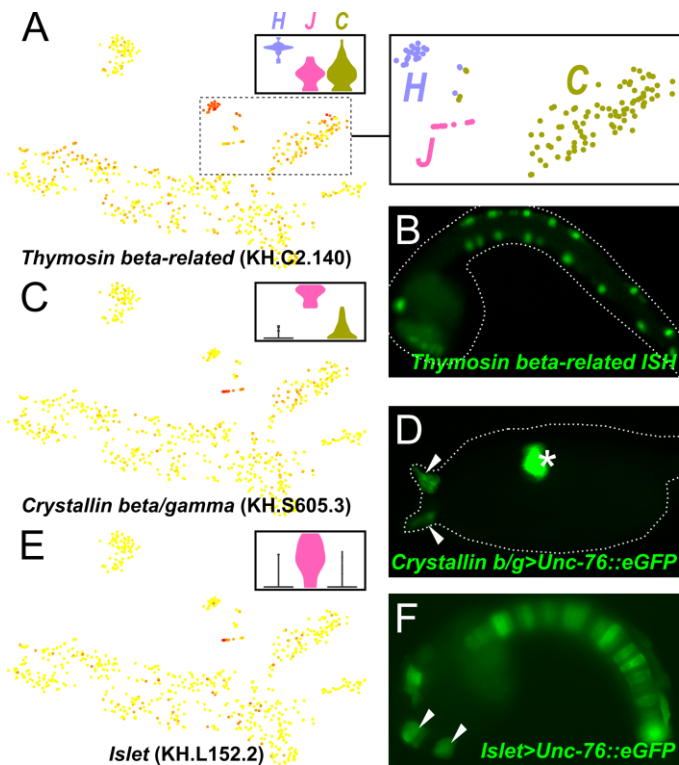 A
H J C
H
J
C
Thymosin beta-related (KH.C2.140)
B
Thymosin beta-related ISH
C
Crystallin beta/gamma (KH.S605.3)
D
*
Crystallin b/g>Unc-76::eGFP
E
Islet (KH.L152.2)
F
Islet>Unc-76::eGFP